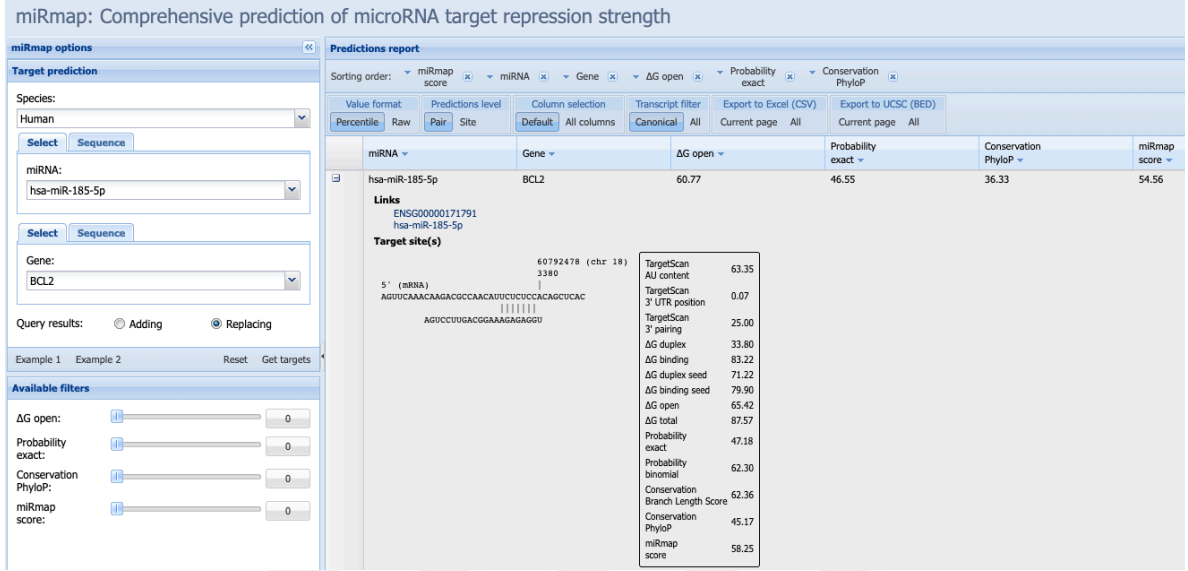 miRmap: Comprehensive prediction of microRNA target repression strength
miRmap options
Target prediction
Species:
Human
Select Sequence
miRNA:
hsa-miR-185-5p
Select Sequence
Gene:
BCL2
Query results: Adding Replacing
Example 1 Example 2 Reset Get targets
Available filters
ΔG open: 0
Probability
exact: 0
Conservation
PhyloP: 0
miRmap
score: 0
Predictions report
Sorting order: miRmap score miRNA Gene ΔG open Probability exact Conservation PhyloP
Value format Predictions level Column selection Transcript filter Export to Excel (CSV) Export to UCSC (BED)
Percentile Raw Pair Site Default All columns Canonical All Current page All Current page All
miRNA Gene ΔG open Probability exact Conservation PhyloP miRmap score
hsa-miR-185-5p BCL2 60.77 46.55 36.33 54.56
Links
ENSG00000171791
hsa-miR-185-5p
Target site(s)
60792478 (chr 18)
3380
5' (mRNA) |
AGUUCAAACAAGACGCCAACAUUCUCUCCACAGCUCAC
|||||||
AGUCCUUGACGGAAAGAGAGGU
TargetScan
AU content 63.35
TargetScan
3' UTR position 0.07
TargetScan
3' pairing 25.00
ΔG duplex 33.80
ΔG binding 83.22
ΔG duplex seed 71.22
ΔG binding seed 79.90
ΔG open 65.42
ΔG total 87.57
Probability
exact 47.18
Probability
binomial 62.30
Conservation
Branch Length Score 62.36
Conservation
PhyloP 45.17
miRmap
score 58.25